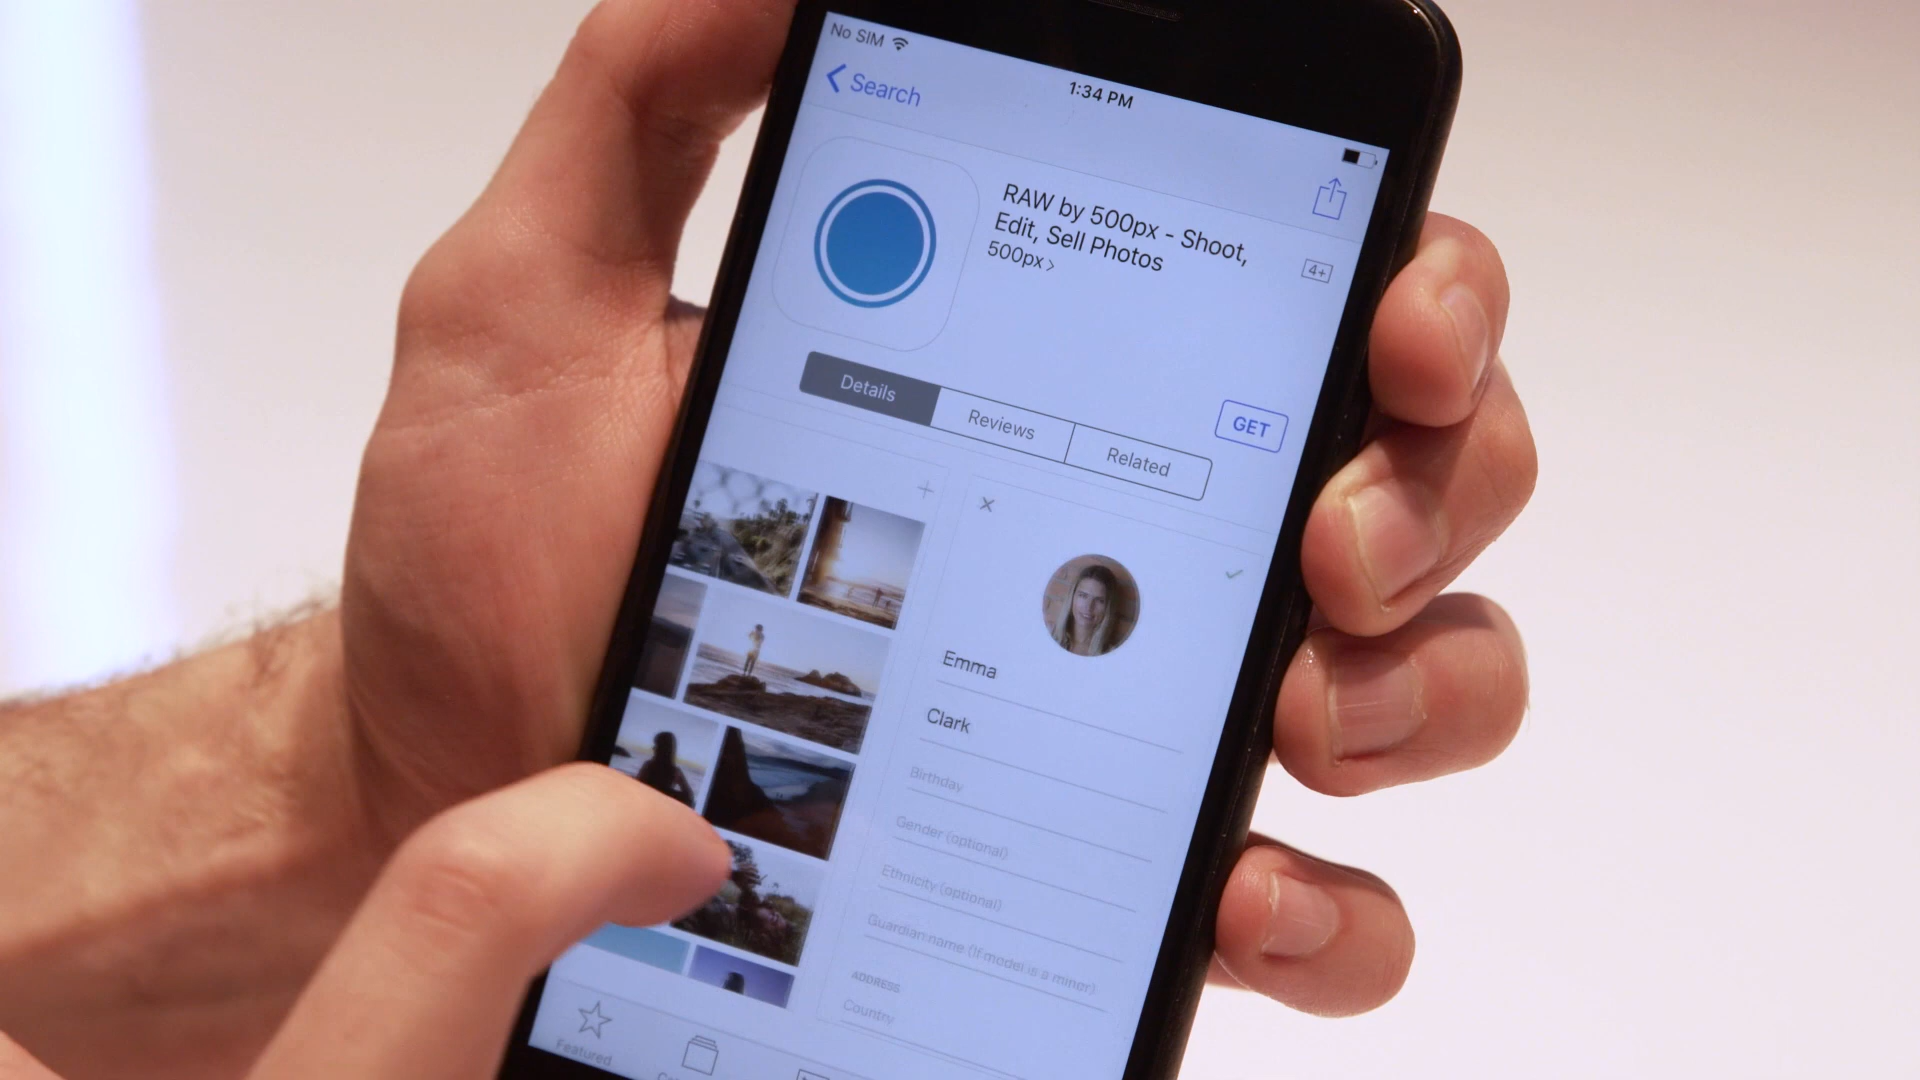 No SIM
1:34 PM
Search
RAW by 500px - Shoot,
Edit, Sell Photos
500px
4+
GET
Details
Reviews
Related
Emma
Clark
Birthday
Gender (optional)
Ethnicity (optional)
Guardian name (If model is a minor)
ADDRESS
Country
Featured